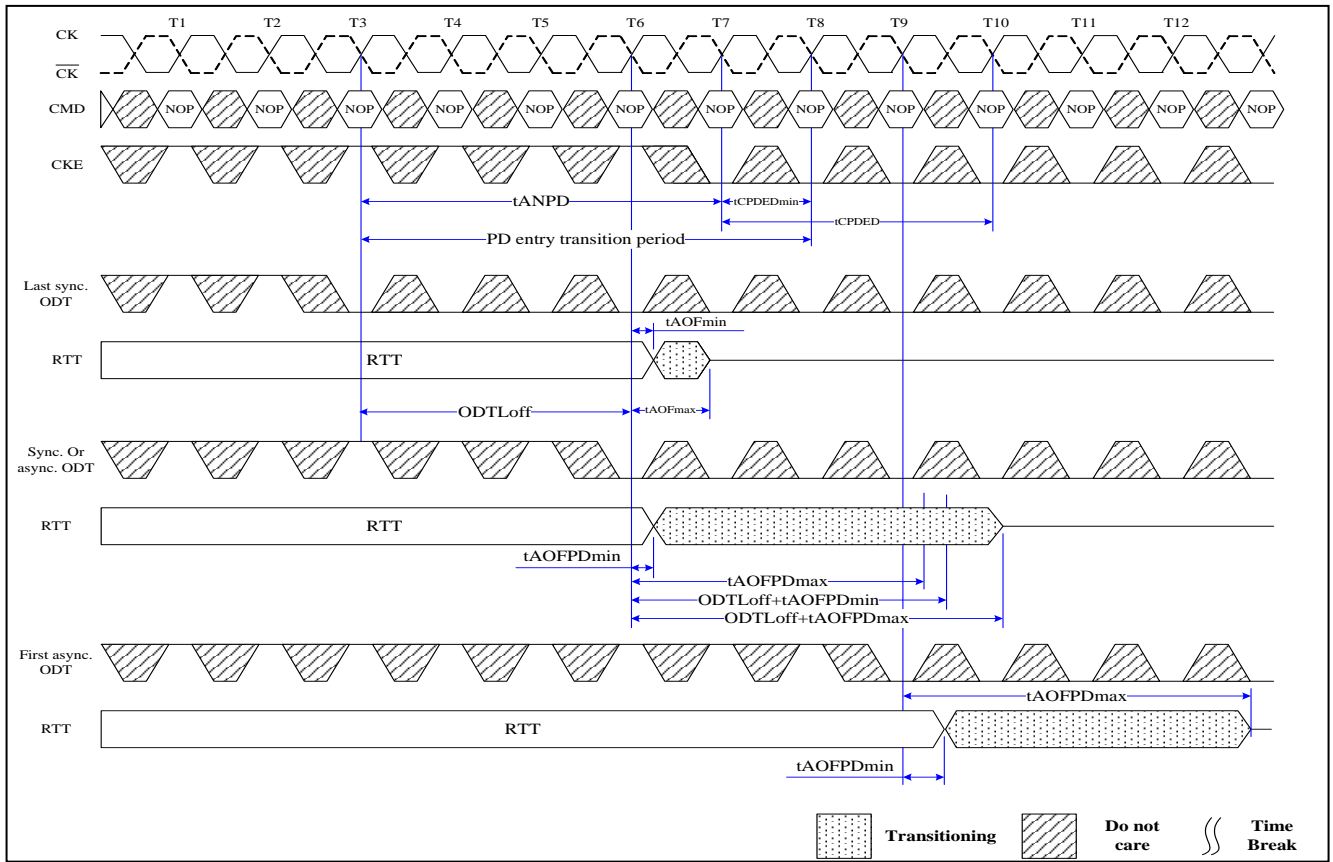 T1 T2 T3 T4 T5 T6 T7 T8 T9 T10 T11 T12
CK
CK
CMD NOP NOP NOP NOP NOP NOP NOP NOP NOP NOP NOP NOP NOP
CKE
tANPD tCPDEDmin tCPDED
PD entry transition period
Last sync.
ODT
tAOFmin
RTT RTT
ODTLoff tAOFmax
Sync. Or
async. ODT
RTT RTT
tAOFPDmin
tAOFPDmax
ODTLoff+tAOFPDmin
ODTLoff+tAOFPDmax
First async.
ODT
tAOFPDmax
RTT RTT
tAOFPDmin
Transitioning
Do not
care
Time
Break